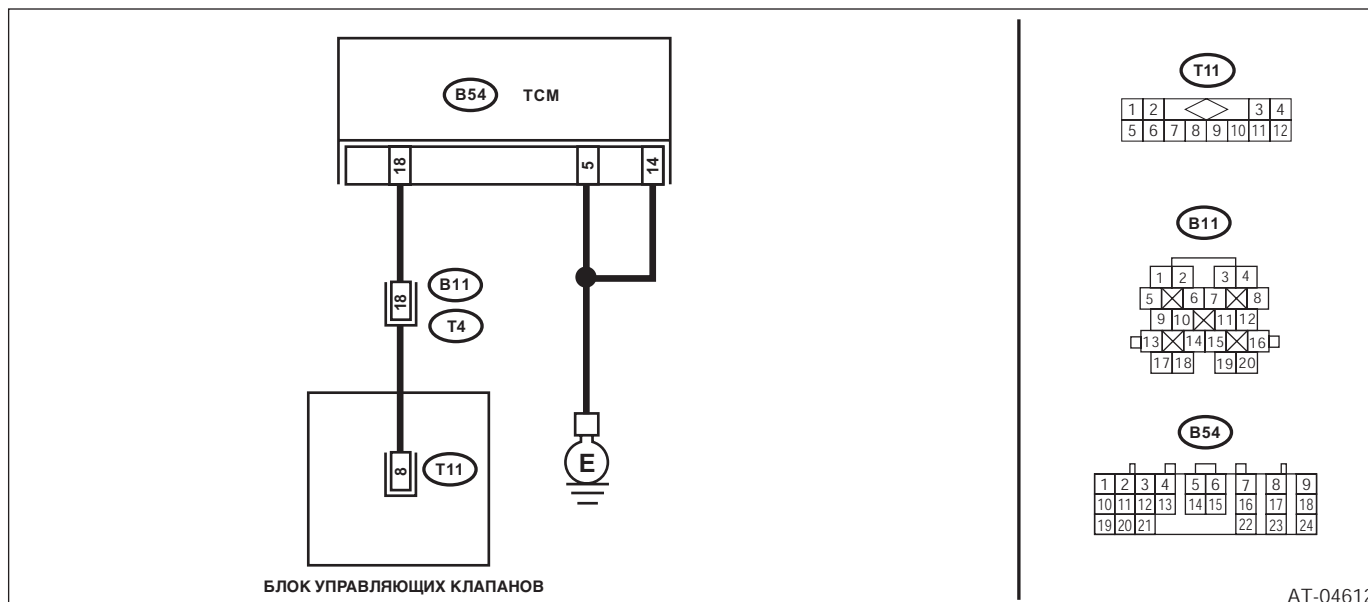 B54 TCM
18 5 14
18
B11
T4
8
T11
E
БЛОК УПРАВЛЯЮЩИХ КЛАПАНОВ
T11
1 2 3 4
5 6 7 8 9 10 11 12
B11
1 2 3 4
5 6 7 8
9 10 11 12
13 14 15 16
17 18 19 20
B54
1 2 3 4 5 6 7 8 9
10 11 12 13 14 15 16 17 18
19 20 21 22 23 24
AT-04612